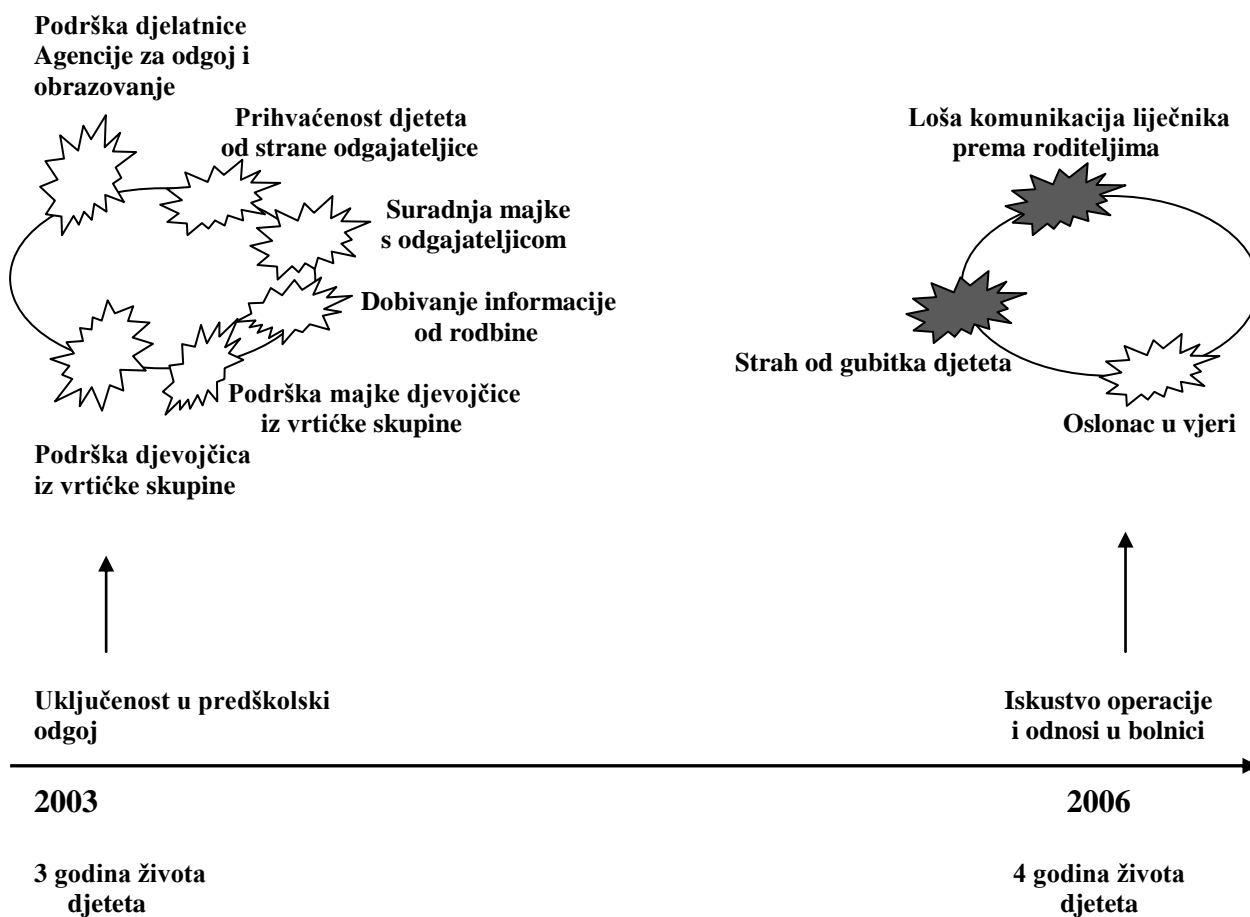 Podrška djelatnice
Agencije za odgoj i
obrazovanje
Prihvaćenost djeteta
od strane odgajateljice
Suradnja majke
s odgajateljicom
Dobivanje informacije
od rodbine
Podrška majke djevojčice
iz vrtićke skupine
Podrška djevojčica
iz vrtićke skupine
Loša komunikacija liječnika
prema roditeljima
Strah od gubitka djeteta
Oslonac u vjeri
Uključenost u predškolski
odgoj
Iskustvo operacije
i odnosi u bolnici
2003
2006
3 godina života
djeteta
4 godina života
djeteta